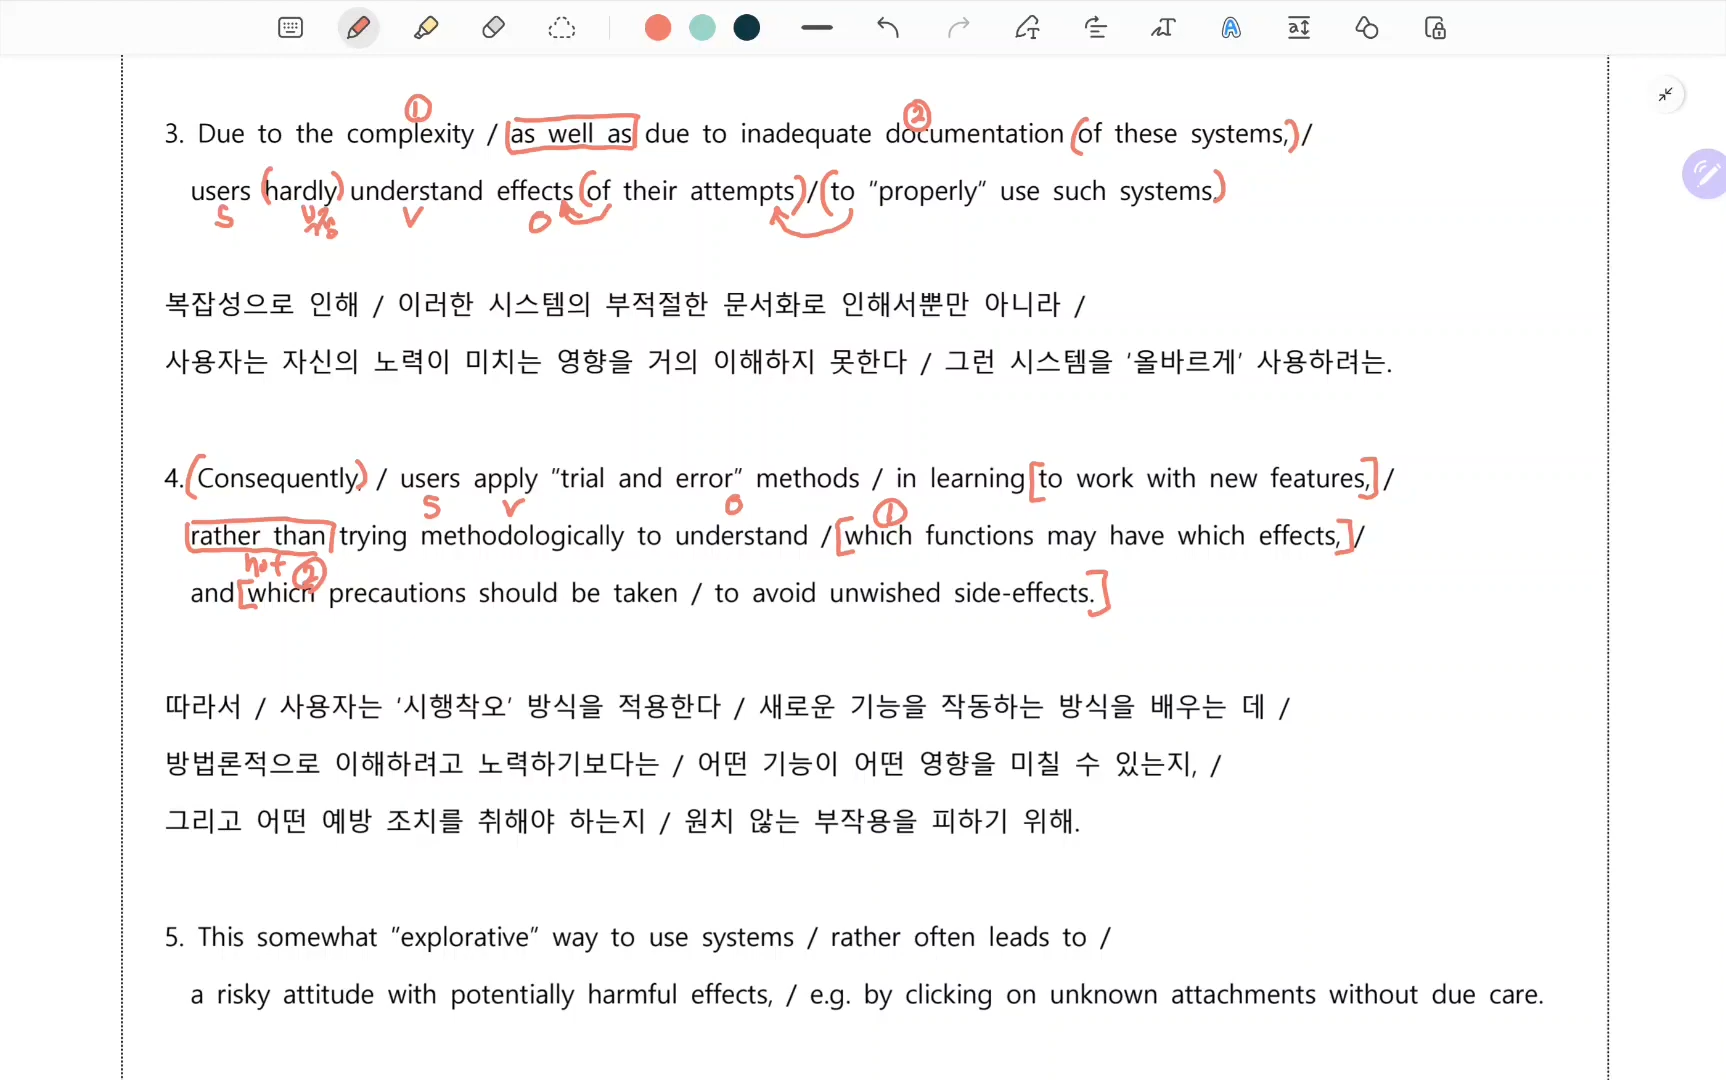 3. Due to the complexity / as well as due to inadequate documentation (of these systems,) /
① ②
users (hardly) understand effects (of their attempts) / (to “properly” use such systems.)
S 부정 V O
복잡성으로 인해 / 이러한 시스템의 부적절한 문서화로 인해서뿐만 아니라 /
사용자는 자신의 노력이 미치는 영향을 거의 이해하지 못한다 / 그런 시스템을 ‘올바르게’ 사용하려는.
4. (Consequently,) / users apply “trial and error” methods / in learning [to work with new features,] /
S V O ①
rather than trying methodologically to understand / [which functions may have which effects,] /
not ②
and [which precautions should be taken / to avoid unwished side-effects.]
따라서 / 사용자는 ‘시행착오’ 방식을 적용한다 / 새로운 기능을 작동하는 방식을 배우는 데 /
방법론적으로 이해하려고 노력하기보다는 / 어떤 기능이 어떤 영향을 미칠 수 있는지, /
그리고 어떤 예방 조치를 취해야 하는지 / 원치 않는 부작용을 피하기 위해.
5. This somewhat “explorative” way to use systems / rather often leads to /
a risky attitude with potentially harmful effects, / e.g. by clicking on unknown attachments without due care.